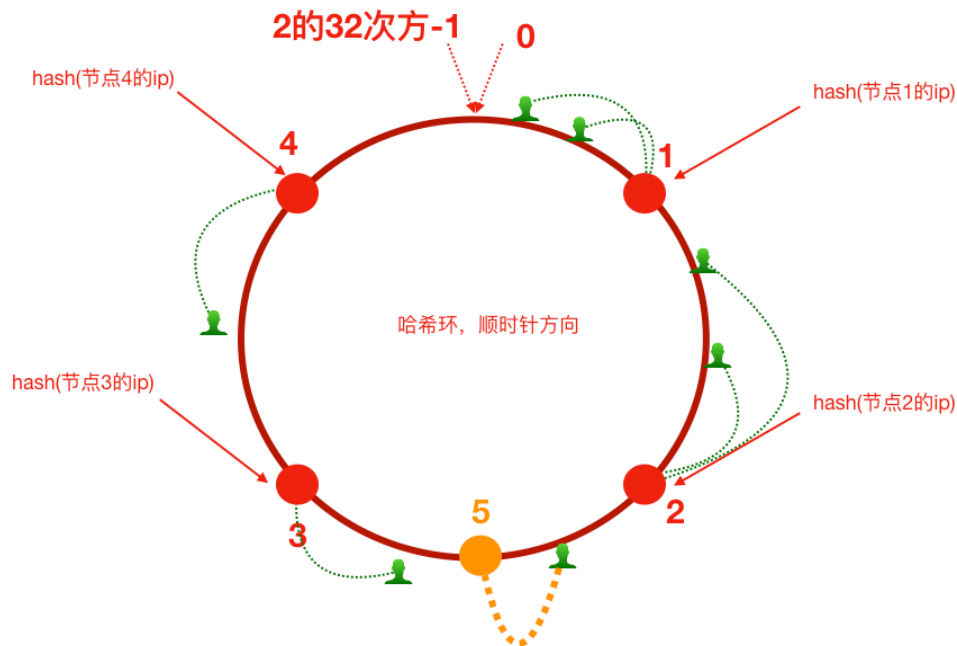 2的32次方-1
0
hash(节点4的ip)
hash(节点1的ip)
4
1
哈希环，顺时针方向
hash(节点3的ip)
hash(节点2的ip)
5
2
3